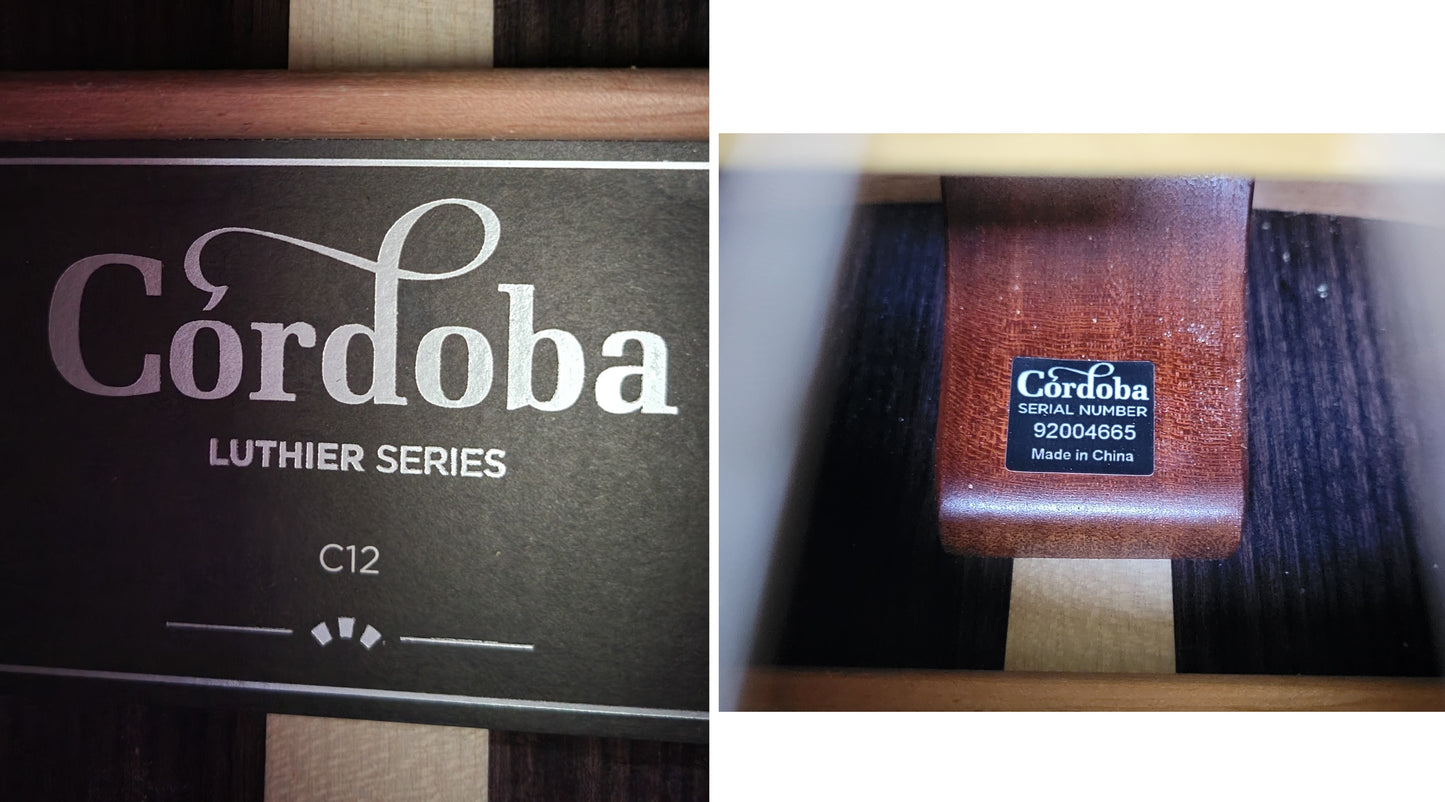 Córdoba
LUTHIER SERIES
C12
Córdoba
SERIAL NUMBER
92004665
Made in China